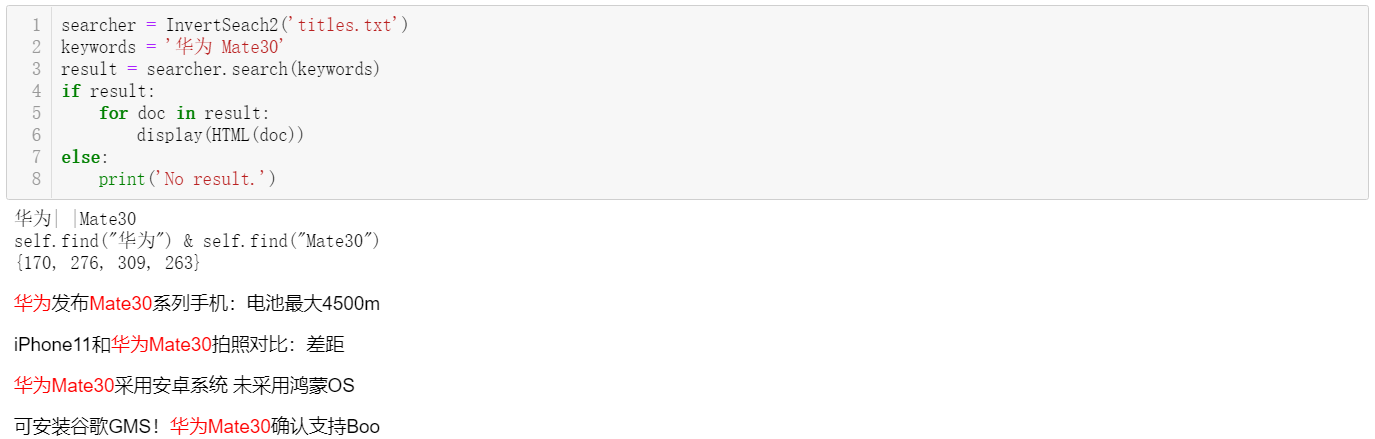 1 searcher = InvertSeach2('titles.txt')
2 keywords = '华为 Mate30'
3 result = searcher.search(keywords)
4 if result:
5     for doc in result:
6         display(HTML(doc))
7 else:
8     print('No result.')
华为| |Mate30
self.find("华为") & self.find("Mate30")
{170, 276, 309, 263}
华为发布Mate30系列手机：电池最大4500m
iPhone11和华为Mate30拍照对比：差距
华为Mate30采用安卓系统 未采用鸿蒙OS
可安装谷歌GMS！华为Mate30确认支持Boo